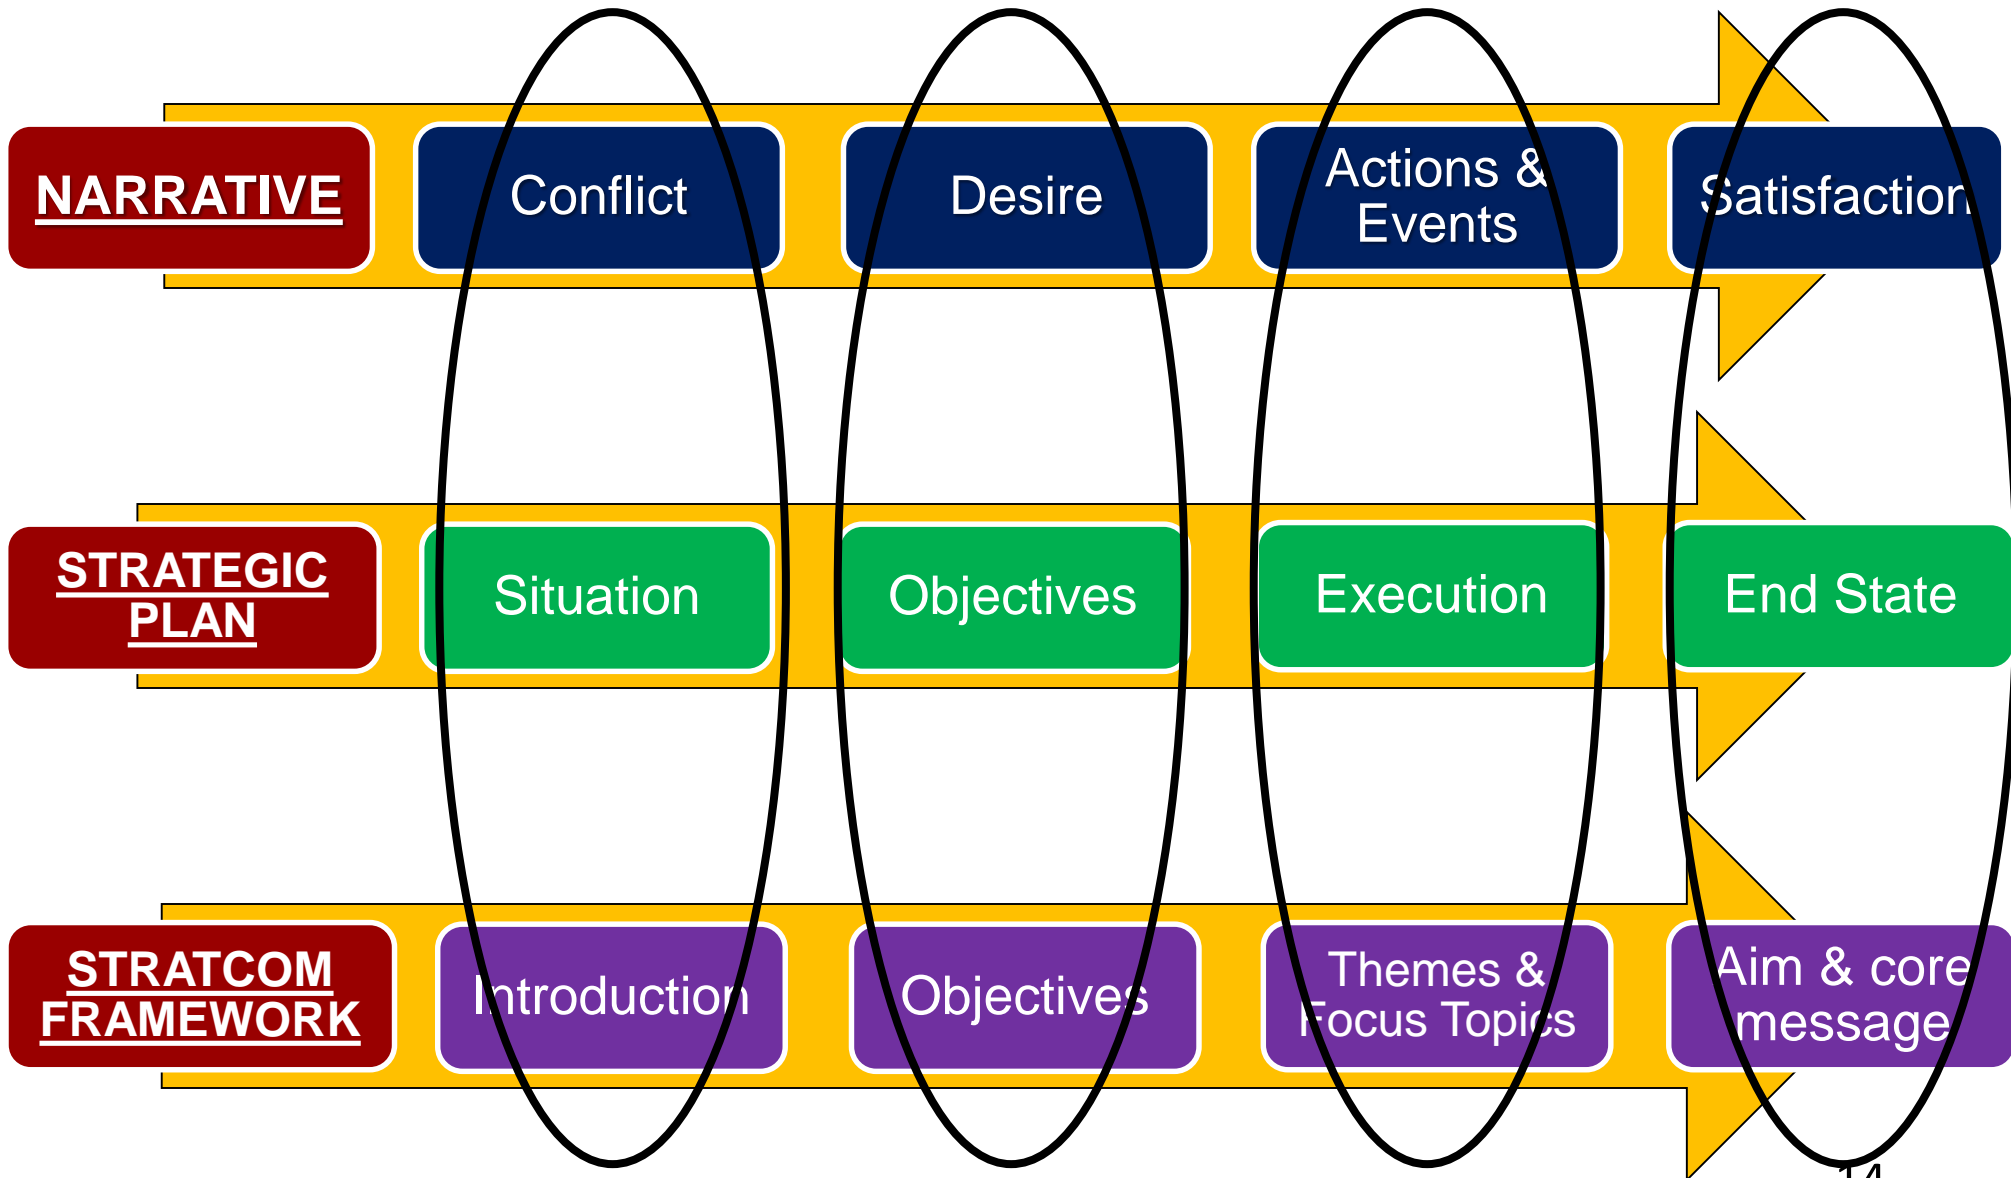 NARRATIVE
Conflict
Desire
Actions &
Events
Satisfaction
STRATEGIC
PLAN
Situation
Objectives
Execution
End State
STRATCOM
FRAMEWORK
Introduction
Objectives
Themes &
Focus Topics
Aim & core
message
14